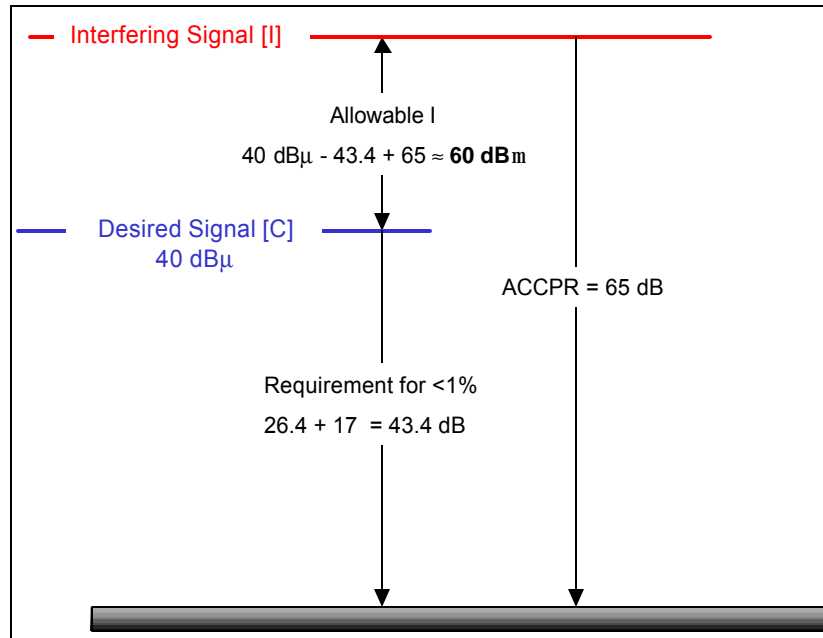 Interfering Signal [I]
Allowable I
40 dBμ - 43.4 + 65 ≈ 60 dBm
Desired Signal [C]
40 dBμ
ACCPR = 65 dB
Requirement for <1%
26.4 + 17 = 43.4 dB